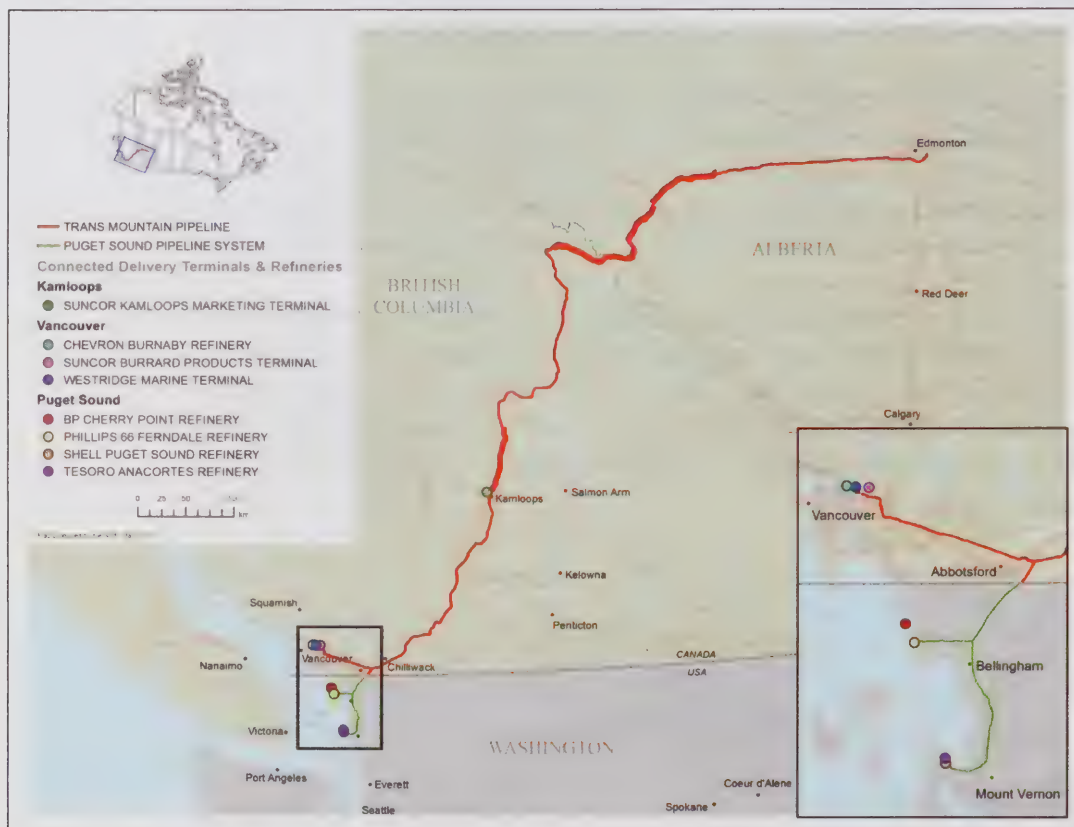 TRANS MOUNTAIN PIPELINE
PUGET SOUND PIPELINE SYSTEM
Connected Delivery Terminals & Refineries
Kamloops
SUNCOR KAMLOOPS MARKETING TERMINAL
Vancouver
CHEVRON BURNABY REFINERY
SUNCOR BURRARD PRODUCTS TERMINAL
WESTRIDGE MARINE TERMINAL
Puget Sound
BP CHERRY POINT REFINERY
PHILLIPS 66 FERNDALE REFINERY
SHELL PUGET SOUND REFINERY
TESORO ANACORTES REFINERY
0 25 50
km
Edmonton
ALBERTA
BRITISH
COLUMBIA
Red Deer
Calgary
Kamloops
Salmon Arm
Kelowna
Penticton
Squamish
Nanaimo
Vancouver
Chilliwack
CANADA
USA
Victoria
WASHINGTON
Port Angeles
Everett
Seattle
Coeur d'Alene
Spokane
Vancouver
Abbotsford
Bellingham
Mount Vernon